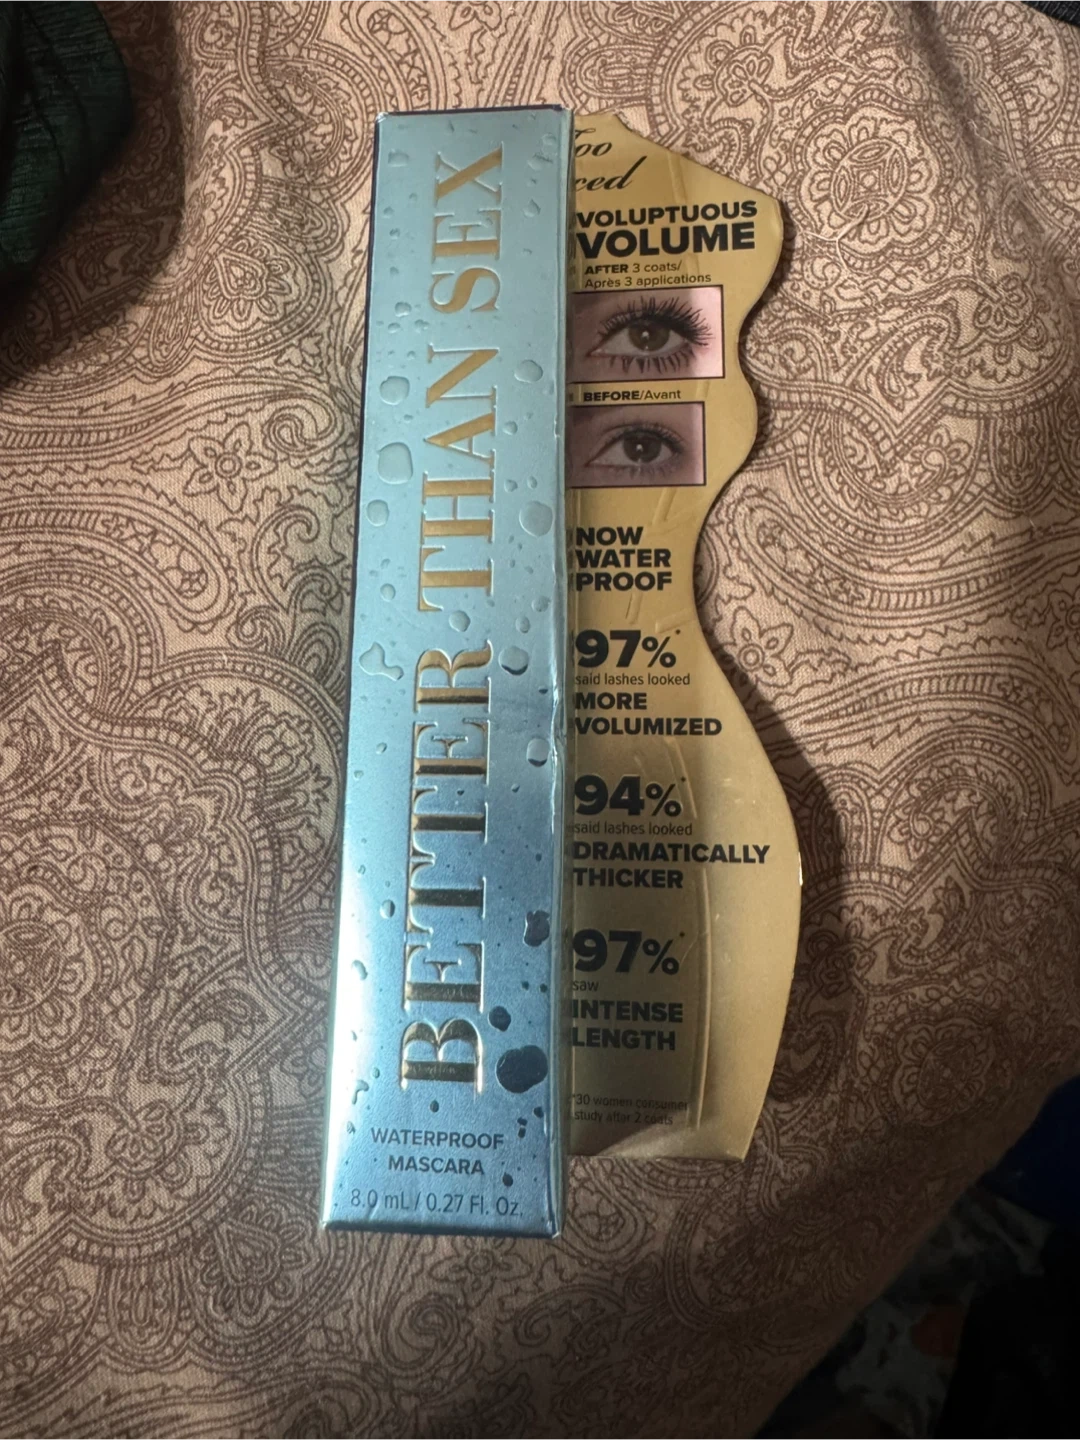 BETTER THAN SEX
WATERPROOF
MASCARA
8.0 mL / 0.27 Fl. Oz.
Too
ced
VOLUPTUOUS
VOLUME
AFTER 3 coats/
Après 3 applications
BEFORE/Avant
NOW
WATER
PROOF
97%*
said lashes looked
MORE
VOLUMIZED
94%*
said lashes looked
DRAMATICALLY
THICKER
97%*
saw
INTENSE
LENGTH
*30 women consumer
study after 2 coats